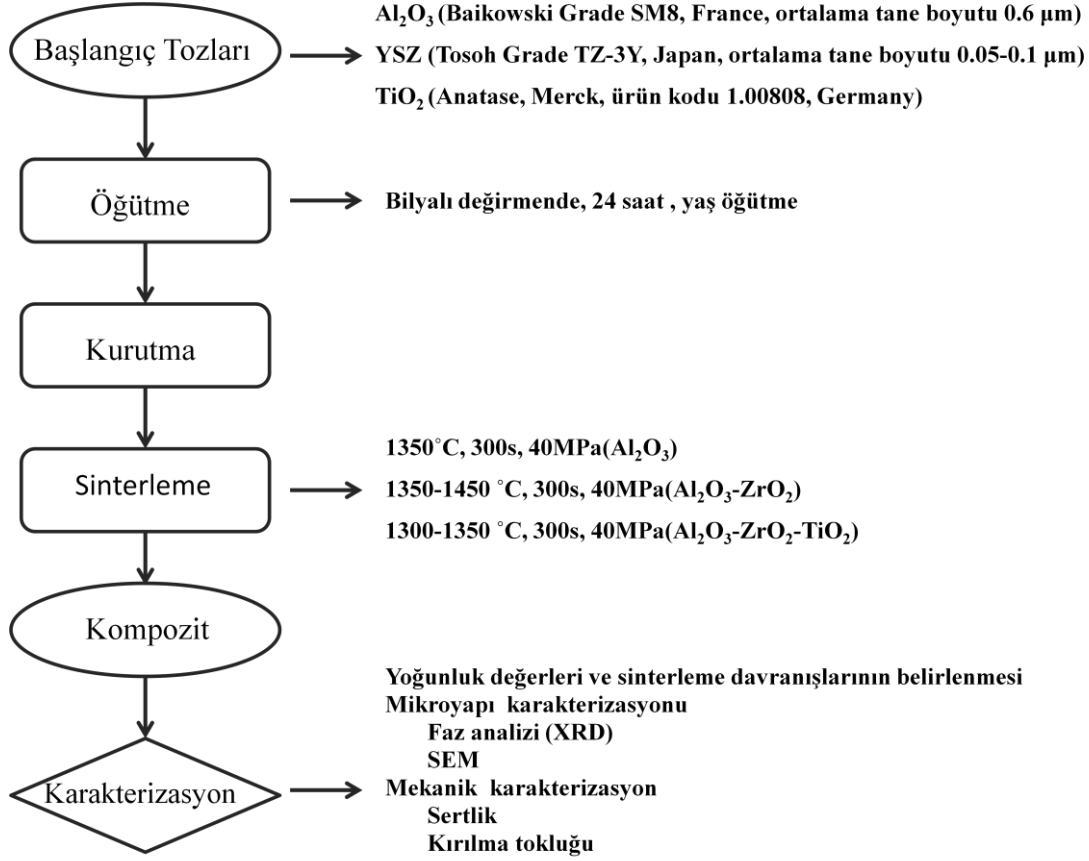 Başlangıç Tozları
Al₂O₃ (Baikowski Grade SM8, France, ortalama tane boyutu 0.6 µm)
YSZ (Tosoh Grade TZ-3Y, Japan, ortalama tane boyutu 0.05-0.1 µm)
TiO₂ (Anatase, Merck, ürün kodu 1.00808, Germany)
Öğütme
Bilyalı değirmende, 24 saat , yaş öğütme
Kurutma
Sinterleme
1350˚C, 300s, 40MPa(Al₂O₃)
1350-1450 ˚C, 300s, 40MPa(Al₂O₃-ZrO₂)
1300-1350 ˚C, 300s, 40MPa(Al₂O₃-ZrO₂-TiO₂)
Kompozit
Karakterizasyon
Yoğunluk değerleri ve sinterleme davranışlarının belirlenmesi
Mikroyapı karakterizasyonu
Faz analizi (XRD)
SEM
Mekanik karakterizasyon
Sertlik
Kırılma tokluğu